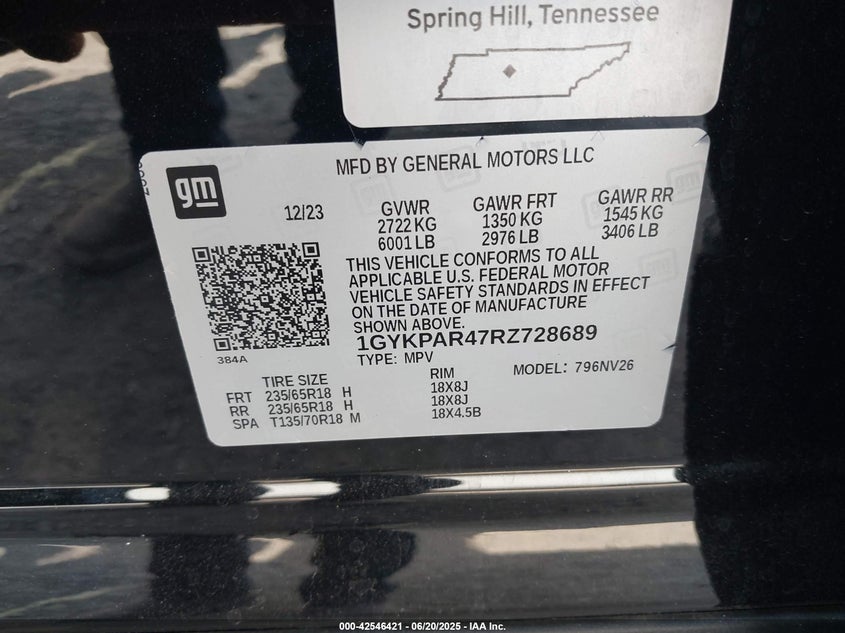 Spring Hill, Tennessee
MFD BY GENERAL MOTORS LLC
gm
12/23
GVWR
2722 KG
6001 LB
GAWR FRT
1350 KG
2976 LB
GAWR RR
1545 KG
3406 LB
THIS VEHICLE CONFORMS TO ALL
APPLICABLE U.S. FEDERAL MOTOR
VEHICLE SAFETY STANDARDS IN EFFECT
ON THE DATE OF MANUFACTURE
SHOWN ABOVE.
384A
1GYKPAR47RZ728689
TYPE: MPV
MODEL: 796NV26
TIRE SIZE RIM
FRT 235/65R18 H 18X8J
RR 235/65R18 H 18X8J
SPA T135/70R18 M 18X4.5B
000-42546421 - 06/20/2025 - IAA Inc.